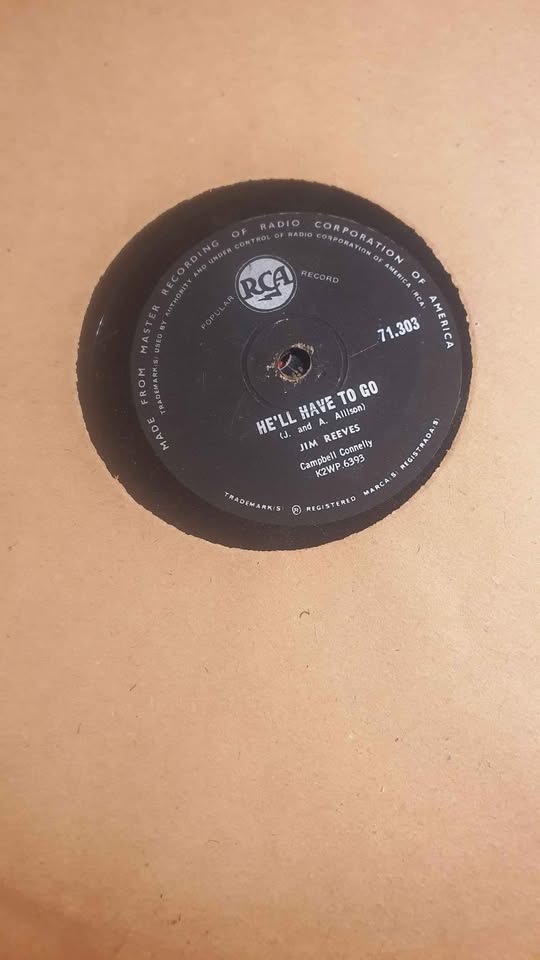 MADE FROM MASTER RECORDING OF RADIO CORPORATION OF AMERICA
TRADEMARK(S) USED BY AUTHORITY AND UNDER CONTROL OF RADIO CORPORATION OF AMERICA (RCA)
POPULAR RCA RECORD
71.303
HE'LL HAVE TO GO
(J. and A. Allison)
JIM REEVES
Campbell Connelly
K2WP.6393
TRADEMARK(S) ® REGISTERED MARCA(S) REGISTRADA(S)